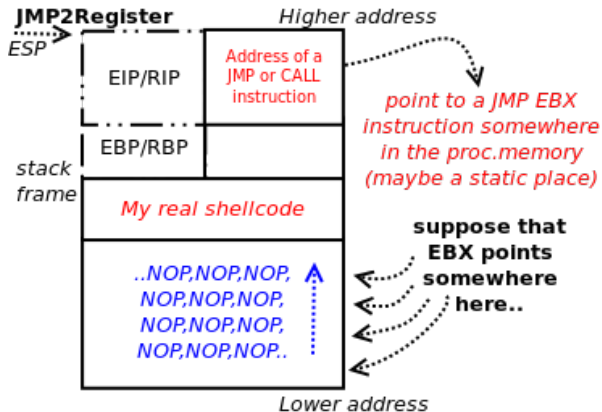 JMP2Register
Higher address
ESP
EIP/RIP
Address of a
JMP or CALL
instruction
point to a JMP EBX
instruction somewhere
in the proc.memory
(maybe a static place)
EBP/RBP
stack
frame
My real shellcode
suppose that
EBX points
somewhere
here..
..NOP,NOP,NOP,
NOP,NOP,NOP,
NOP,NOP,NOP,
NOP,NOP,NOP..
Lower address